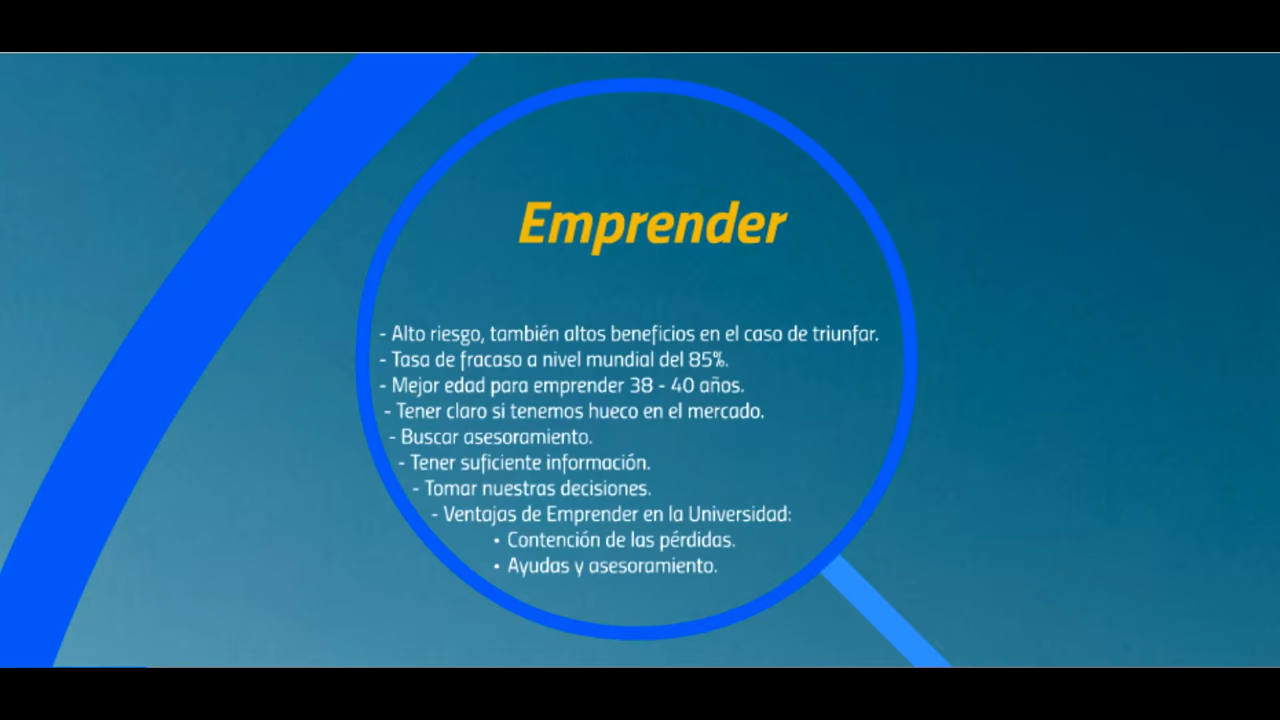 Emprender
- Alto riesgo, también altos beneficios en el caso de triunfar.
- Tasa de fracaso a nivel mundial del 85%.
- Mejor edad para emprender 38 - 40 años.
- Tener claro si tenemos hueco en el mercado.
- Buscar asesoramiento.
- Tener suficiente información.
- Tomar nuestras decisiones.
- Ventajas de Emprender en la Universidad:
• Contención de las pérdidas.
• Ayudas y asesoramiento.